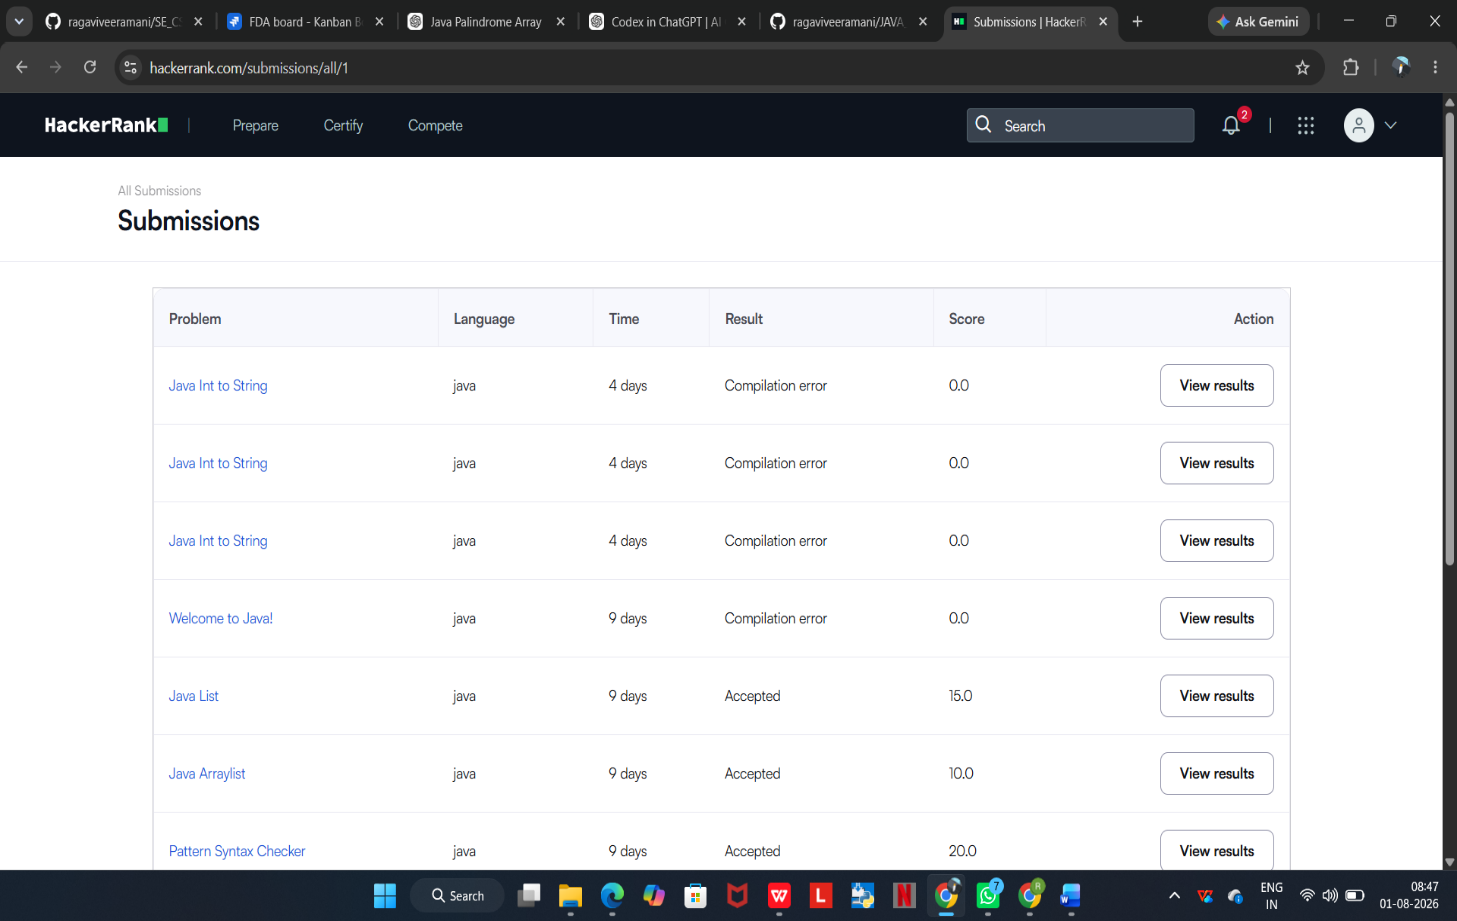 ragaviveeramani/SE_CS
FDA board - Kanban B
Java Palindrome Array
Codex in ChatGPT | AI
ragaviveeramani/JAVA_
Submissions | HackerR
Ask Gemini
hackerrank.com/submissions/all/1
HackerRank
Prepare
Certify
Compete
Search
2
All Submissions
Submissions
Problem Language Time Result Score Action
Java Int to String java 4 days Compilation error 0.0 View results
Java Int to String java 4 days Compilation error 0.0 View results
Java Int to String java 4 days Compilation error 0.0 View results
Welcome to Java! java 9 days Compilation error 0.0 View results
Java List java 9 days Accepted 15.0 View results
Java Arraylist java 9 days Accepted 10.0 View results
Pattern Syntax Checker java 9 days Accepted 20.0 View results
Search
7
R
ENG
IN
08:47
01-08-2026